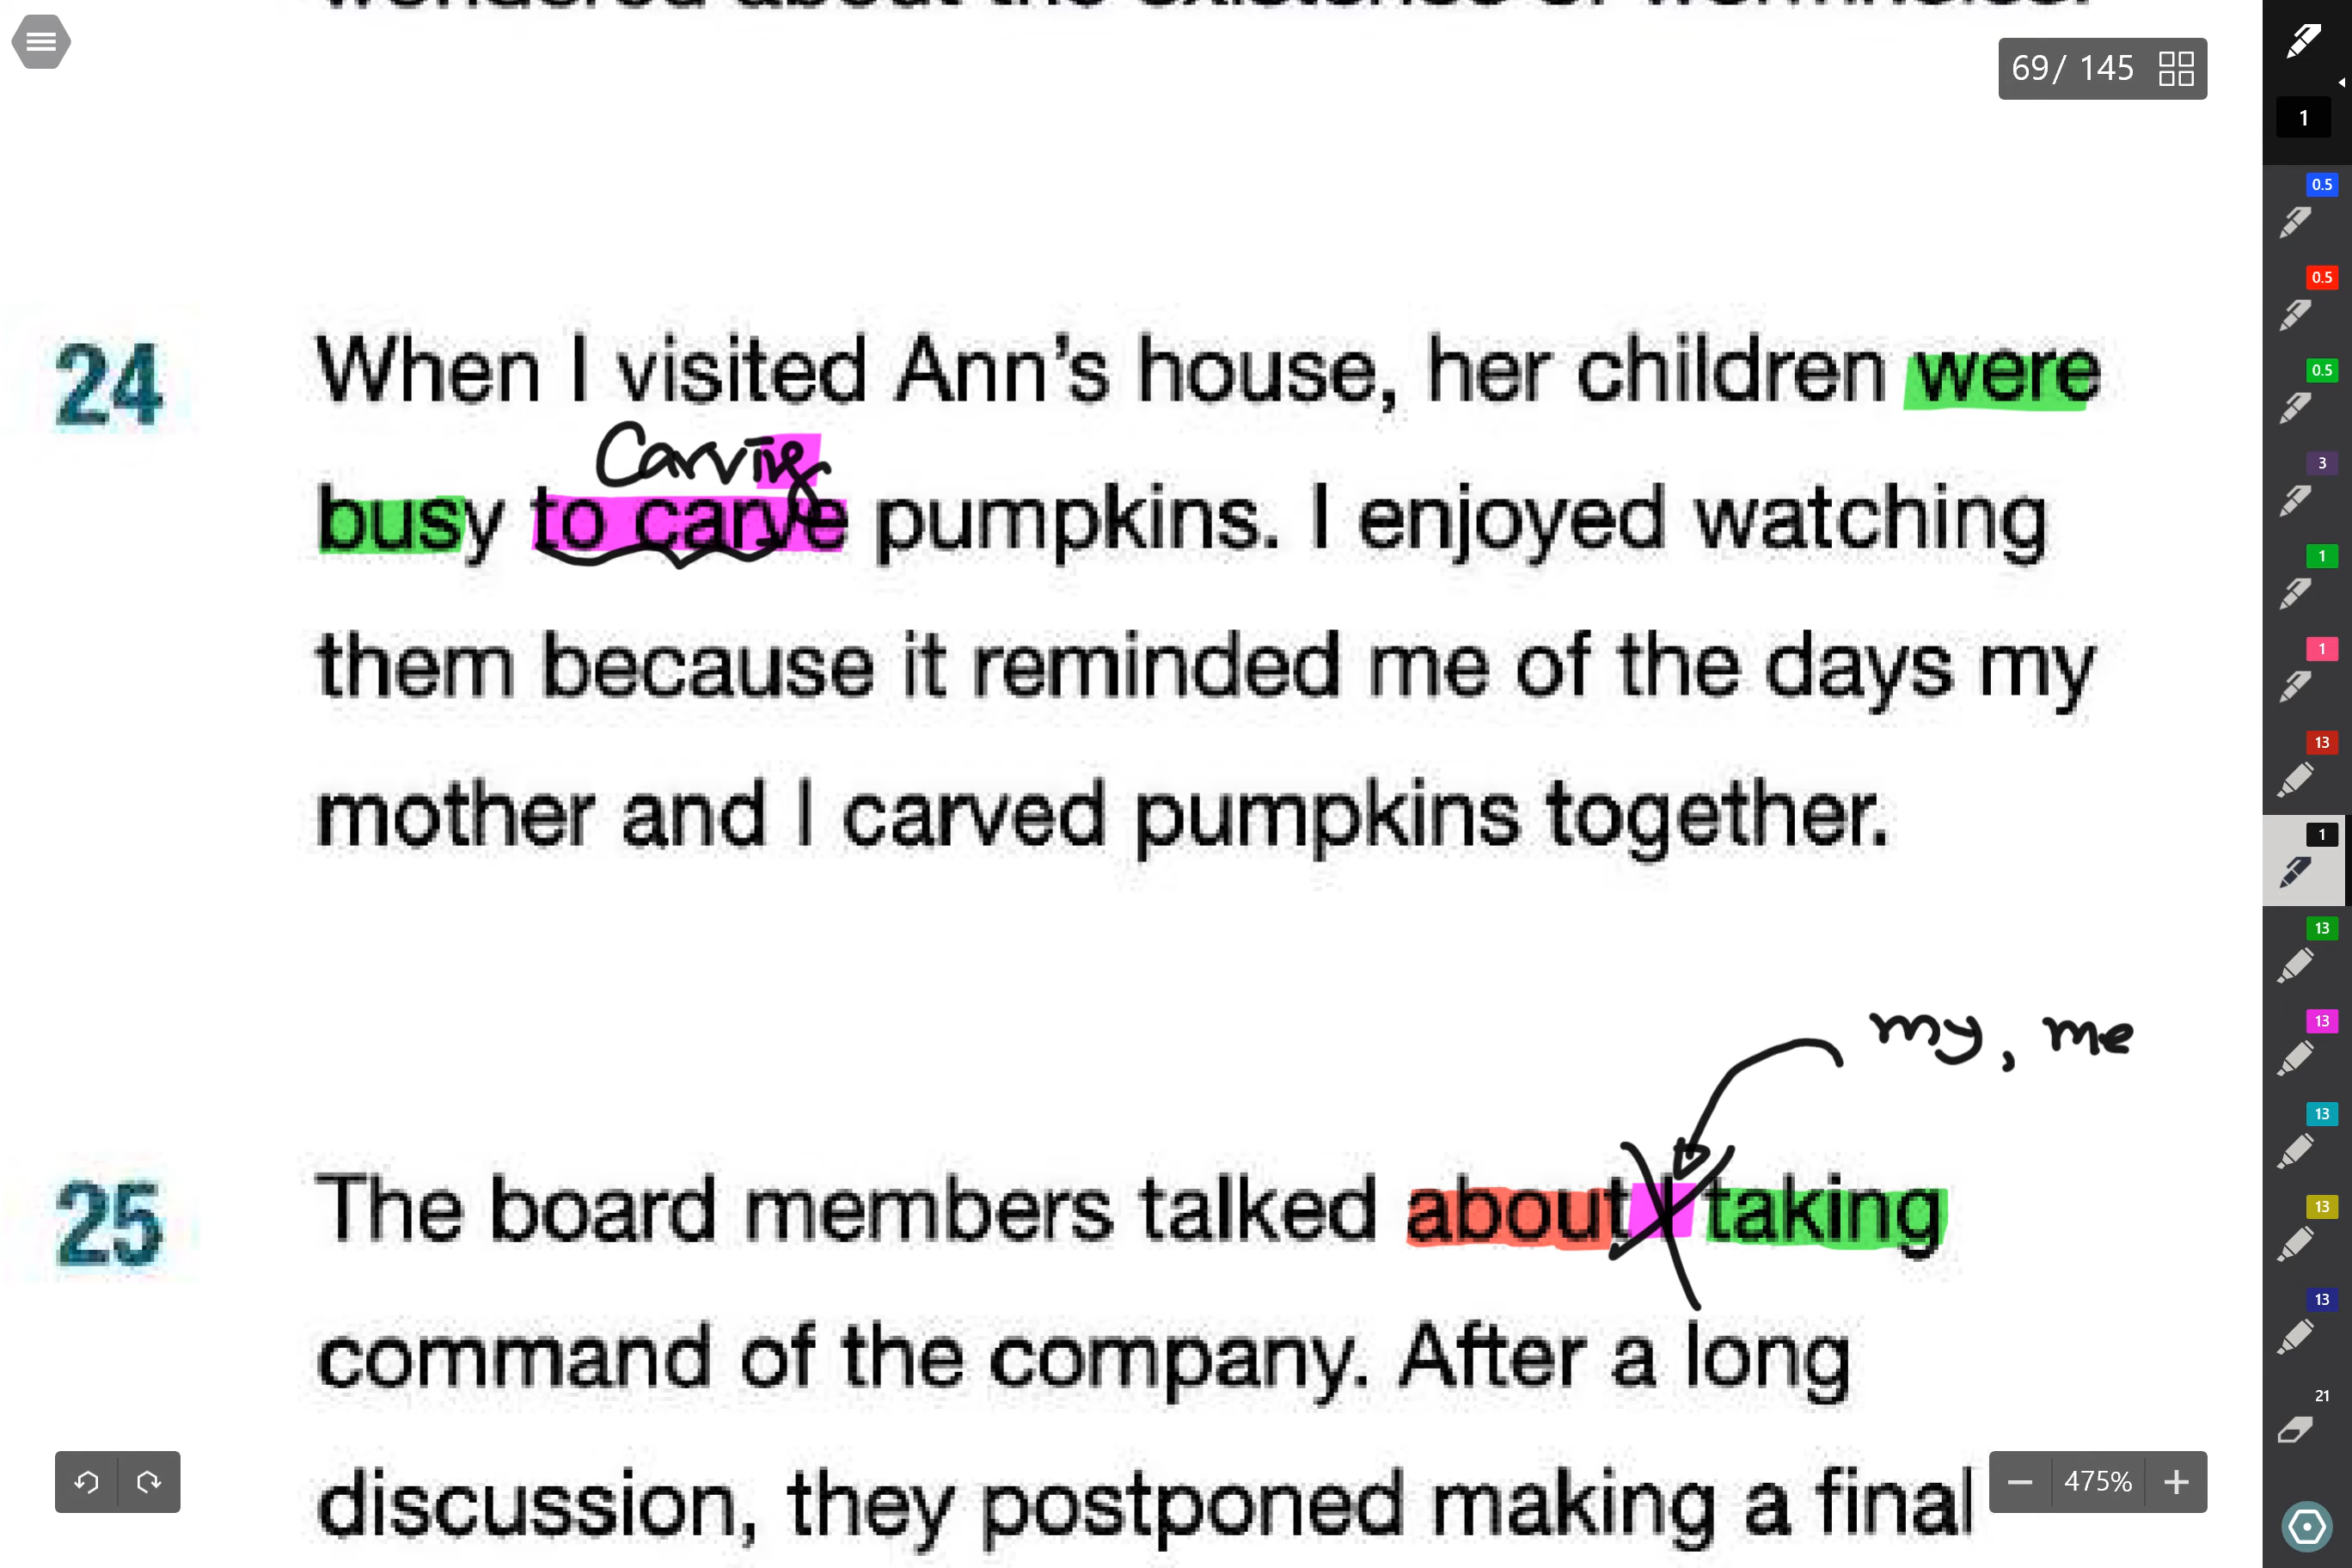 69/ 145
1
24
When I visited Ann's house, her children were
Carving
busy to carve pumpkins. I enjoyed watching
them because it reminded me of the days my
mother and I carved pumpkins together.
my, me
25
The board members talked about I taking
command of the company. After a long
discussion, they postponed making a final
475%
0.5
0.5
0.5
3
1
1
13
1
13
13
13
13
13
21